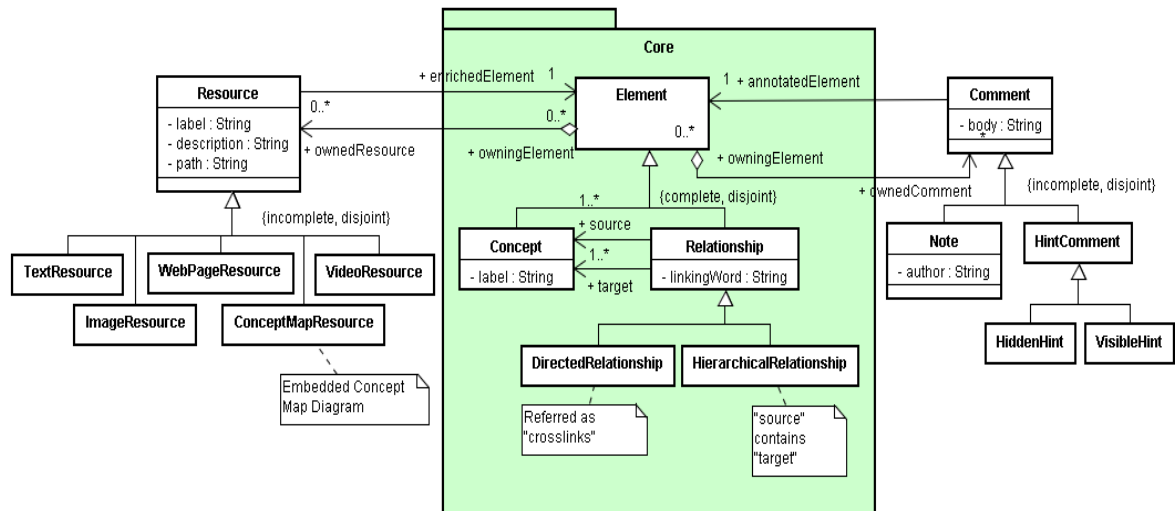 Core
+ enrichedElement
1
1
+ annotatedElement
Resource
Element
Comment
0..*
0..*
0..*
- label : String
- description : String
- path : String
- body : String
*
+ ownedResource
+ owningElement
+ owningElement
+ ownedComment
{incomplete, disjoint}
1..*
{complete, disjoint}
{incomplete, disjoint}
+ source
Concept
Relationship
Note
HintComment
TextResource
WebPageResource
VideoResource
1..*
- label : String
- linkingWord : String
- author : String
+ target
ImageResource
ConceptMapResource
HiddenHint
VisibleHint
DirectedRelationship
HierarchicalRelationship
Embedded Concept
Map Diagram
Referred as
"crosslinks"
"source"
contains
"target"